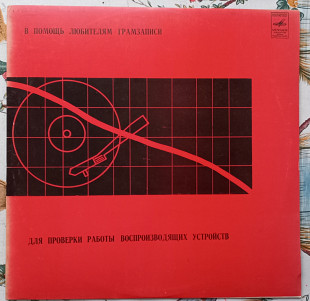 В ПОМОЩЬ ЛЮБИТЕЛЯМ ГРАМЗАПИСИ
ДЛЯ ПРОВЕРКИ РАБОТЫ ВОСПРОИЗВОДЯЩИХ УСТРОЙСТВ